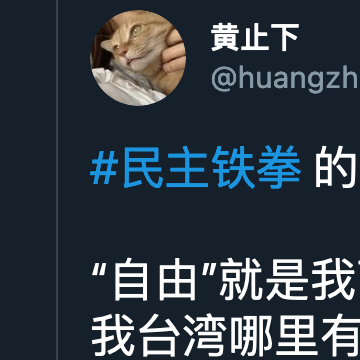 黄止下
@huangzh
#民主铁拳 的
“自由”就是我
我台湾哪里有